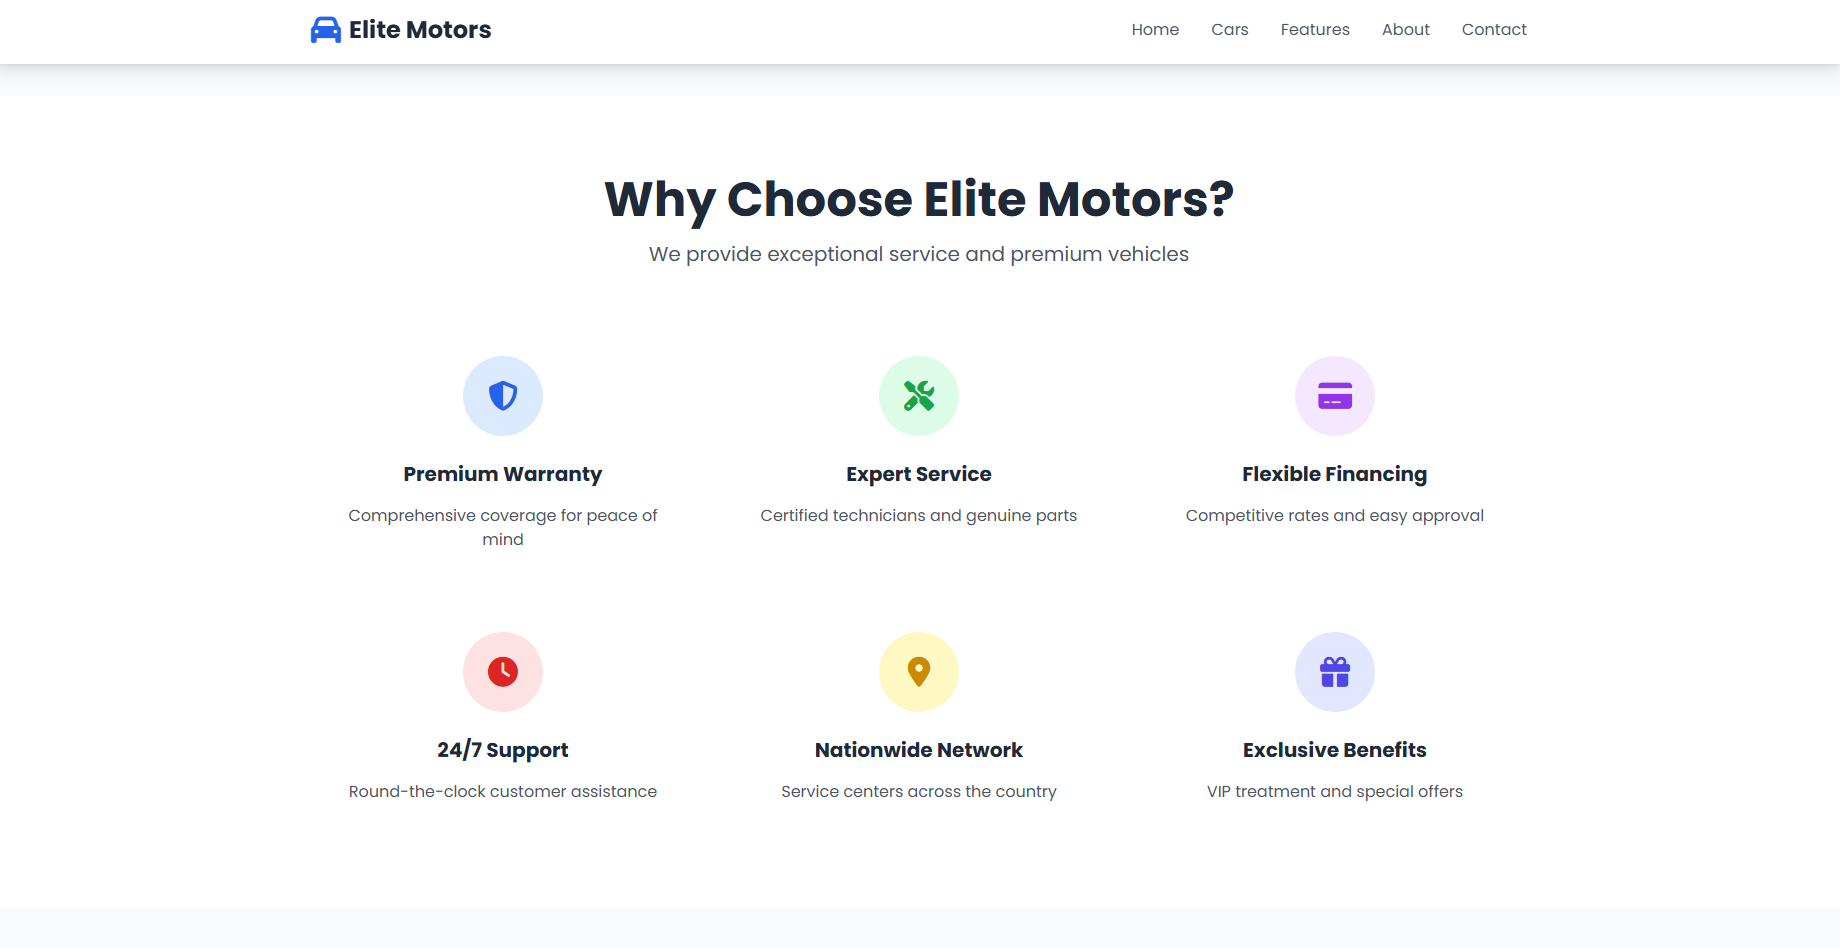 Elite Motors
Home Cars Features About Contact
Why Choose Elite Motors?
We provide exceptional service and premium vehicles
Premium Warranty
Comprehensive coverage for peace of
mind
Expert Service
Certified technicians and genuine parts
Flexible Financing
Competitive rates and easy approval
24/7 Support
Round-the-clock customer assistance
Nationwide Network
Service centers across the country
Exclusive Benefits
VIP treatment and special offers